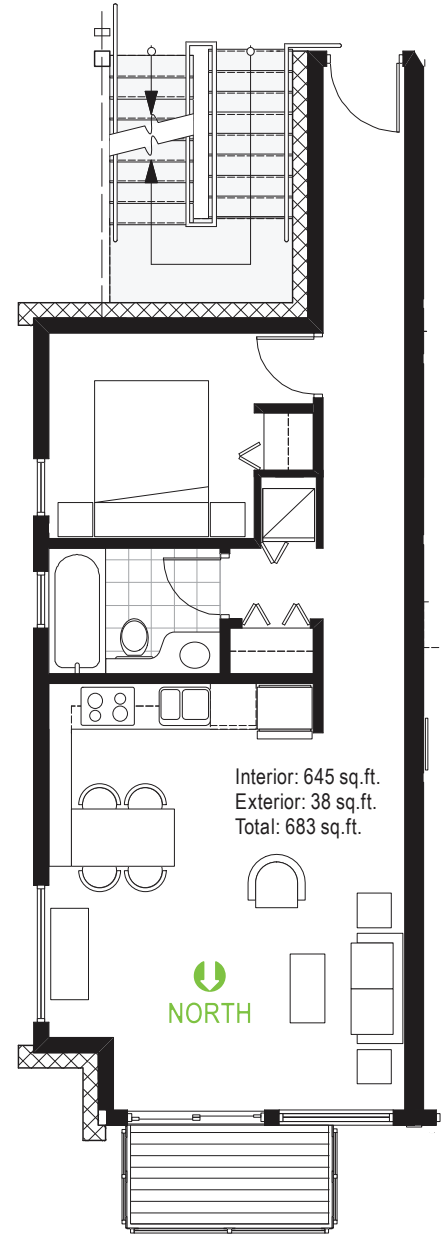 Interior: 645 sq.ft.
Exterior: 38 sq.ft.
Total: 683 sq.ft.
NORTH